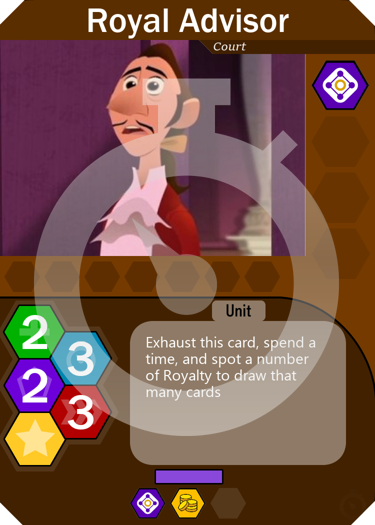 Royal Advisor
Court
Unit
Exhaust this card, spend a
time, and spot a number
of Royalty to draw that
many cards
2
3
2
3